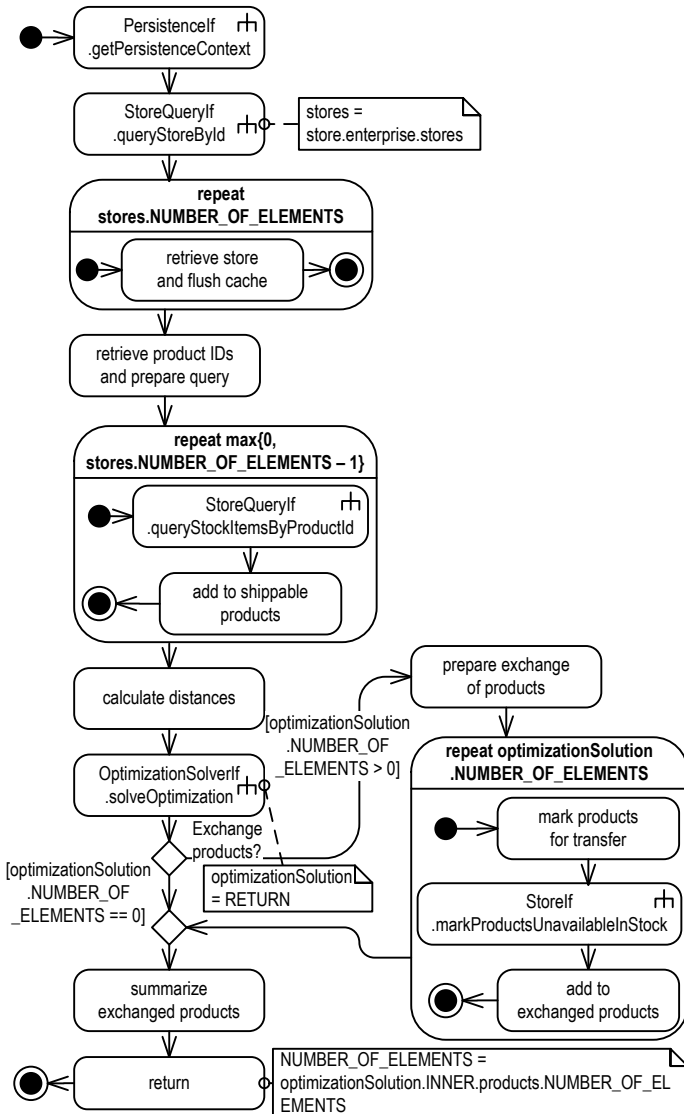 PersistenceIf
.getPersistenceContext
StoreQueryIf
.queryStoreById
stores =
store.enterprise.stores
repeat
stores.NUMBER_OF_ELEMENTS
retrieve store
and flush cache
retrieve product IDs
and prepare query
repeat max{0,
stores.NUMBER_OF_ELEMENTS – 1}
StoreQueryIf
.queryStockItemsByProductId
add to shippable
products
calculate distances
OptimizationSolverIf
.solveOptimization
Exchange
products?
[optimizationSolution
.NUMBER_OF
_ELEMENTS > 0]
optimizationSolution
= RETURN
[optimizationSolution
.NUMBER_OF
_ELEMENTS == 0]
prepare exchange
of products
repeat optimizationSolution
.NUMBER_OF_ELEMENTS
mark products
for transfer
StoreIf
.markProductsUnavailableInStock
add to
exchanged products
summarize
exchanged products
return
NUMBER_OF_ELEMENTS =
optimizationSolution.INNER.products.NUMBER_OF_EL
EMENTS